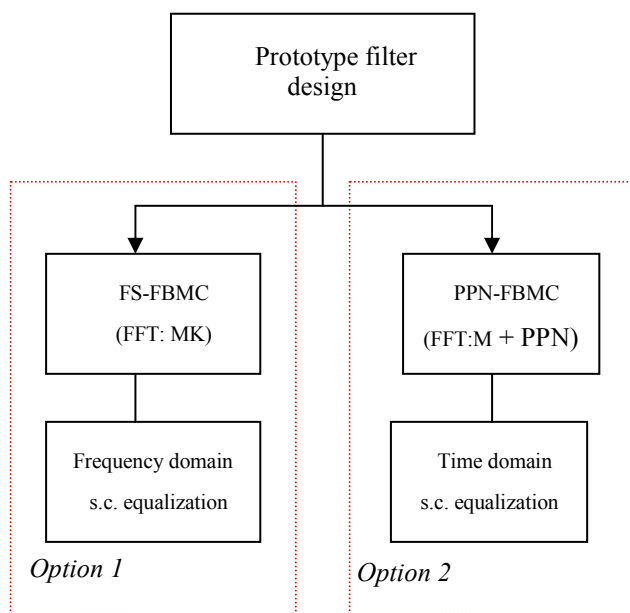 Prototype filter
design
FS-FBMC
(FFT: MK)
Frequency domain
s.c. equalization
Option 1
PPN-FBMC
(FFT:M + PPN)
Time domain
s.c. equalization
Option 2